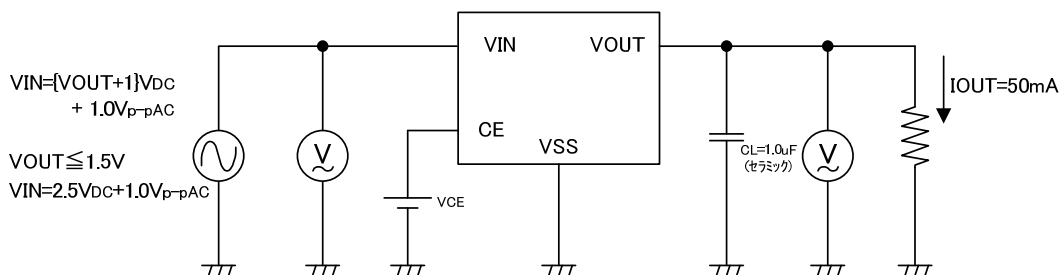 VIN={VOUT+1}VDC
+ 1.0Vp-pAC
VOUT≦1.5V
VIN=2.5VDC+1.0Vp-pAC
V
VIN
VOUT
CE
VSS
VCE
CL=1.0uF
(セラミック)
V
IOUT=50mA